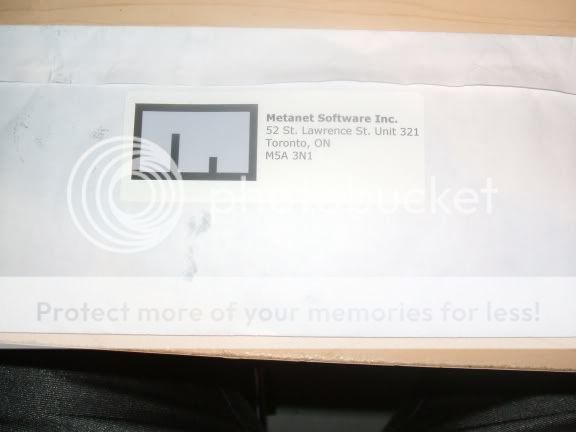 Metanet Software Inc.
52 St. Lawrence St. Unit 321
Toronto, ON
M5A 3N1
photobucket
Protect more of your memories for less!